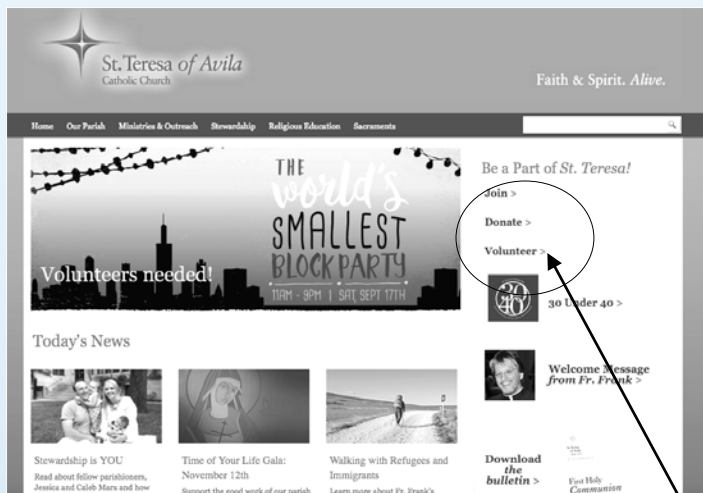 St. Teresa of Avila
Catholic Church
Faith & Spirit. Alive.
Home Our Parish Ministries & Outreach Stewardship Religious Education Sacraments
THE
world's
SMALLEST
BLOCK PARTY
11AM - 9PM | SAT, SEPT 17TH
Volunteers needed!
Be a Part of St. Teresa!
Join >
Donate >
Volunteer >
30
40
30 Under 40 >
Welcome Message
from Fr. Frank >
Download
the
bulletin >
First Holy
Communion
Today's News
Stewardship is YOU
Read about fellow parishioners,
Jessica and Caleb Mars and how
Time of Your Life Gala:
November 12th
Support the good work of our parish
Walking with Refugees and
Immigrants
Learn more about Fr. Frank's